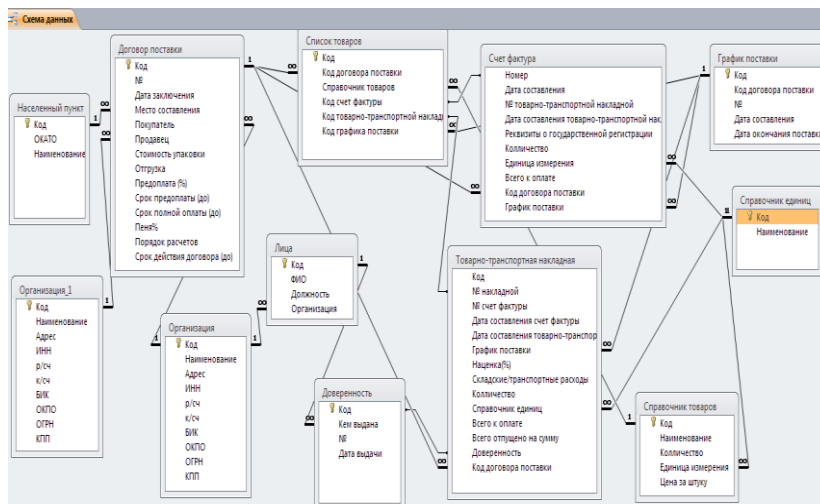 Схема данных
Договор поставки
Код
№
Дата заключения
Место составления
Покупатель
Продавец
Стоимость упаковки
Отгрузка
Предоплата (%)
Срок предоплаты (до)
Срок полной оплаты (до)
Пеня%
Порядок расчетов
Срок действия договора (до)
Список товаров
Код
Код договора поставки
Справочник товаров
Код счет фактуры
Код товарно-транспортной наклад
Код графика поставки
Счет фактура
Номер
Дата составления
№ товарно-транспортной накладной
Дата составления товарно-транспортной нак
Реквизиты о государственной регистрации
Колличество
Единица измерения
Всего к оплате
Код договора поставки
График поставки
График поставки
Код
Код договора поставки
№
Дата составления
Дата окончания поставк
Населенный пункт
Код
ОКАТО
Наименование
Справочник единиц
Код
Наименование
Организация_1
Код
Наименование
Адрес
ИНН
р/сч
к/сч
БИК
ОКПО
ОГРН
КПП
Организация
Код
Наименование
Адрес
ИНН
р/сч
к/сч
БИК
ОКПО
ОГРН
КПП
Лица
Код
ФИО
Должность
Организация
Доверенность
Код
Кем выдана
№
Дата выдачи
Товарно-транспортная накладная
Код
№ накладной
№ счет фактуры
Дата составления счет фактуры
Дата составления товарно-транспор
График поставки
Наценка(%)
Складские/транспортные расходы
Колличество
Справочник единиц
Всего к оплате
Всего отпущено на сумму
Доверенность
Код договора поставки
Справочник товаров
Код
Наименование
Колличество
Единица измерения
Цена за штуку